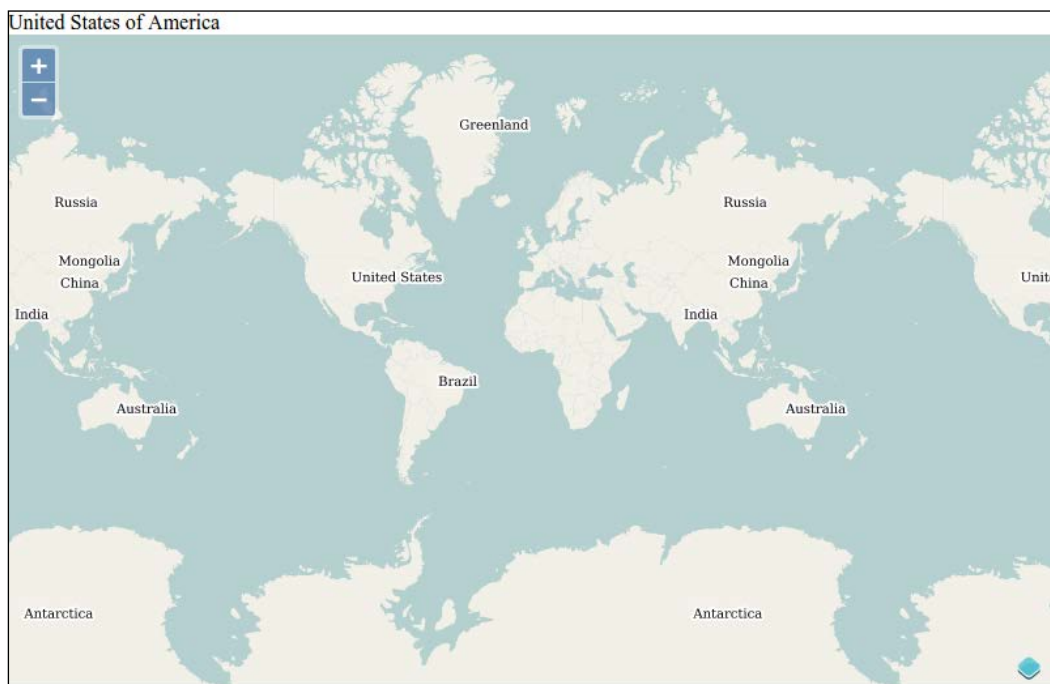 United States of America
+
−
Greenland
Russia
Russia
Mongolia
United States
Mongolia
China
China
Unit
India
India
Brazil
Australia
Australia
Antarctica
Antarctica